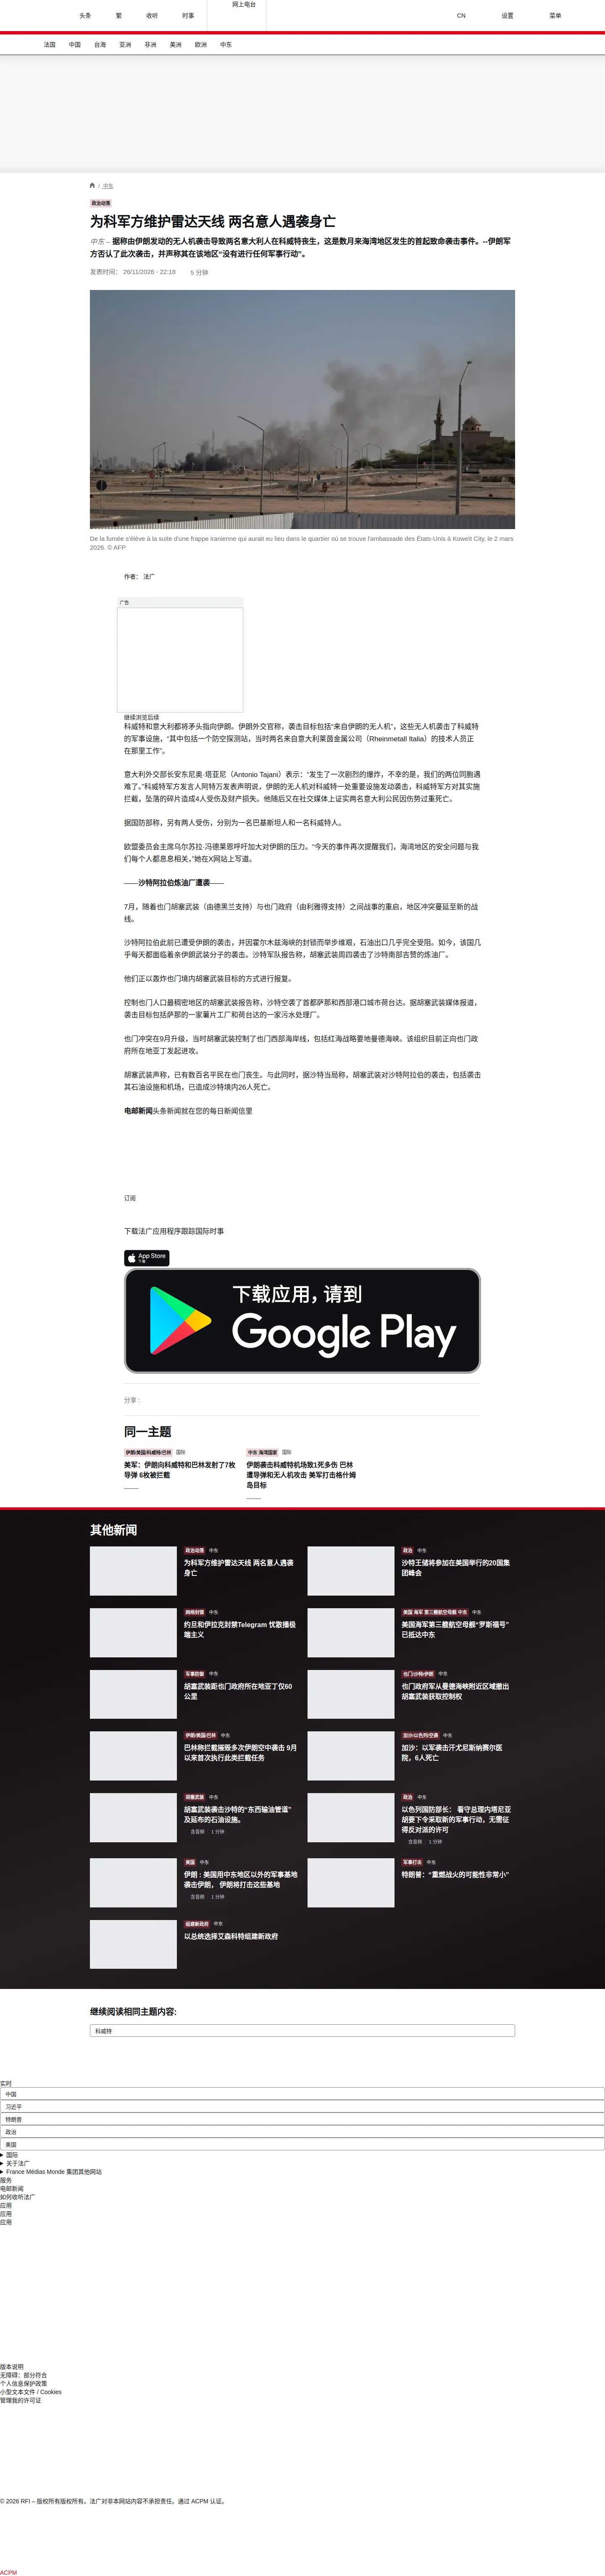 头条
繁
收听
时事
网上电台
CN
设置
菜单
法国
中国
台海
亚洲
非洲
美洲
欧洲
中东
/ 中东
政治动荡
为科军方维护雷达天线 两名意人遇袭身亡
中东 – 据称由伊朗发动的无人机袭击导致两名意大利人在科威特丧生，这是数月来海湾地区发生的首起致命袭击事件。--伊朗军
方否认了此次袭击，并声称其在该地区“没有进行任何军事行动”。
发表时间： 26/11/2026 - 22:18
5 分钟
De la fumée s'élève à la suite d'une frappe iranienne qui aurait eu lieu dans le quartier où se trouve l'ambassade des États-Unis à Koweït City, le 2 mars
2026. © AFP
作者： 法广
广告
继续浏览后续
科威特和意大利都将矛头指向伊朗。伊朗外交官称，袭击目标包括“来自伊朗的无人机”，这些无人机袭击了科威特
的军事设施，“其中包括一个防空探测站，当时两名来自意大利莱茵金属公司（Rheinmetall Italia）的技术人员正
在那里工作”。
意大利外交部长安东尼奥·塔亚尼（Antonio Tajani）表示：“发生了一次剧烈的爆炸，不幸的是，我们的两位同胞遇
难了。”科威特军方发言人阿特万发表声明说，伊朗的无人机对科威特一处重要设施发动袭击，科威特军方对其实施
拦截，坠落的碎片造成4人受伤及财产损失。他随后又在社交媒体上证实两名意大利公民因伤势过重死亡。
据国防部称，另有两人受伤，分别为一名巴基斯坦人和一名科威特人。
欧盟委员会主席乌尔苏拉·冯德莱恩呼吁加大对伊朗的压力。“今天的事件再次提醒我们，海湾地区的安全问题与我
们每个人都息息相关，”她在X网站上写道。
——沙特阿拉伯炼油厂遭袭——
7月，随着也门胡塞武装（由德黑兰支持）与也门政府（由利雅得支持）之间战事的重启，地区冲突蔓延至新的战
线。
沙特阿拉伯此前已遭受伊朗的袭击，并因霍尔木兹海峡的封锁而举步维艰，石油出口几乎完全受阻。如今，该国几
乎每天都面临着亲伊朗武装分子的袭击。沙特军队报告称，胡塞武装周四袭击了沙特南部吉赞的炼油厂。
他们正以轰炸也门境内胡塞武装目标的方式进行报复。
控制也门人口最稠密地区的胡塞武装报告称，沙特空袭了首都萨那和西部港口城市荷台达。据胡塞武装媒体报道，
袭击目标包括萨那的一家薯片工厂和荷台达的一家污水处理厂。
也门冲突在9月升级，当时胡塞武装控制了也门西部海岸线，包括红海战略要地曼德海峡。该组织目前正向也门政
府所在地亚丁发起进攻。
胡塞武装声称，已有数百名平民在也门丧生。与此同时，据沙特当局称，胡塞武装对沙特阿拉伯的袭击，包括袭击
其石油设施和机场，已造成沙特境内26人死亡。
电邮新闻头条新闻就在您的每日新闻信里
订阅
下载法广应用程序跟踪国际时事
App Store
下载
下载应用，请到
Google Play
分享 :
同一主题
伊朗/美国/科威特/巴林 国际
美军：伊朗向科威特和巴林发射了7枚
导弹 6枚被拦截
中东 海湾国家 国际
伊朗袭击科威特机场致1死多伤 巴林
遭导弹和无人机攻击 美军打击格什姆
岛目标
其他新闻
政治动荡 中东
为科军方维护雷达天线 两名意人遇袭
身亡
政治 中东
沙特王储将参加在美国举行的20国集
团峰会
网络封锁 中东
约旦和伊拉克封禁Telegram 忧散播极
端主义
美国 海军 第三艘航空母舰 中东 中东
美国海军第三艘航空母舰“罗斯福号”
已抵达中东
军事防御 中东
胡塞武装距也门政府所在地亚丁仅60
公里
也门/沙特/伊朗 中东
也门政府军从曼德海峡附近区域撤出
胡塞武装获取控制权
伊朗/美国/巴林 中东
巴林称拦截摧毁多次伊朗空中袭击 9月
以来首次执行此类拦截任务
加沙/以色列/空袭 中东
加沙：以军袭击汗尤尼斯纳赛尔医
院，6人死亡
胡塞武装 中东
胡塞武装袭击沙特的“东西输油管道”
及延布的石油设施。
含音频 1 分钟
政治 中东
以色列国防部长： 看守总理内塔尼亚
胡要下令采取新的军事行动，无需征
得反对派的许可
含音频 1 分钟
美国 中东
伊朗 : 美国用中东地区以外的军事基地
袭击伊朗， 伊朗将打击这些基地
含音频 1 分钟
军事打击 中东
特朗普：“重燃战火的可能性非常小”
组建新政府 中东
以总统选择艾森科特组建新政府
继续阅读相同主题内容:
科威特
实时
中国
习近平
特朗普
政治
美国
国际
关于法广
France Médias Monde 集团其他网站
服务
电邮新闻
如何收听法广
应用
应用
应用
版本说明
无障碍：部分符合
个人信息保护政策
小型文本文件 / Cookies
管理我的许可证
© 2026 RFI – 版权所有版权所有。法广对非本网站内容不承担责任。通过 ACPM 认证。
ACPM